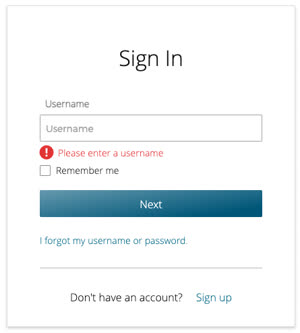 Sign In
Username
Username
Please enter a username
Remember me
Next
I forgot my username or password.
Don't have an account? Sign up